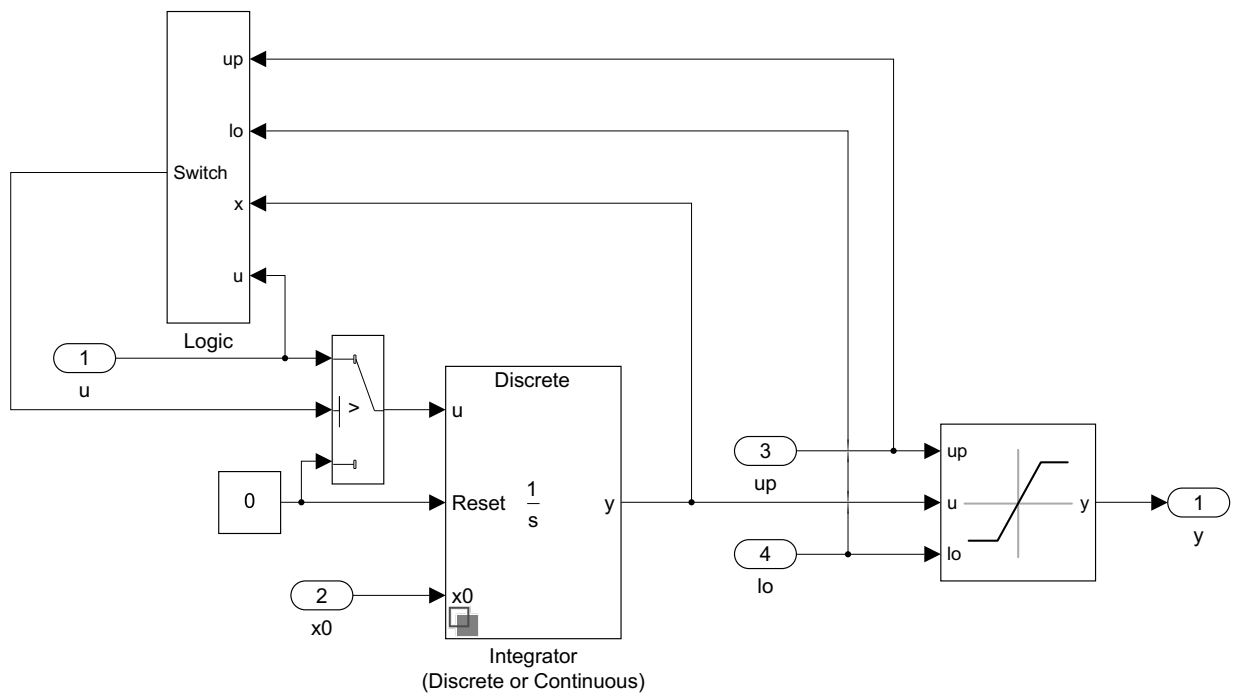 up
lo
Switch
x
u
Logic
1
u
>
Discrete
u
0
Reset
1
s
y
2
x0
x0
Integrator
(Discrete or Continuous)
3
up
4
lo
up
u
lo
y
1
y